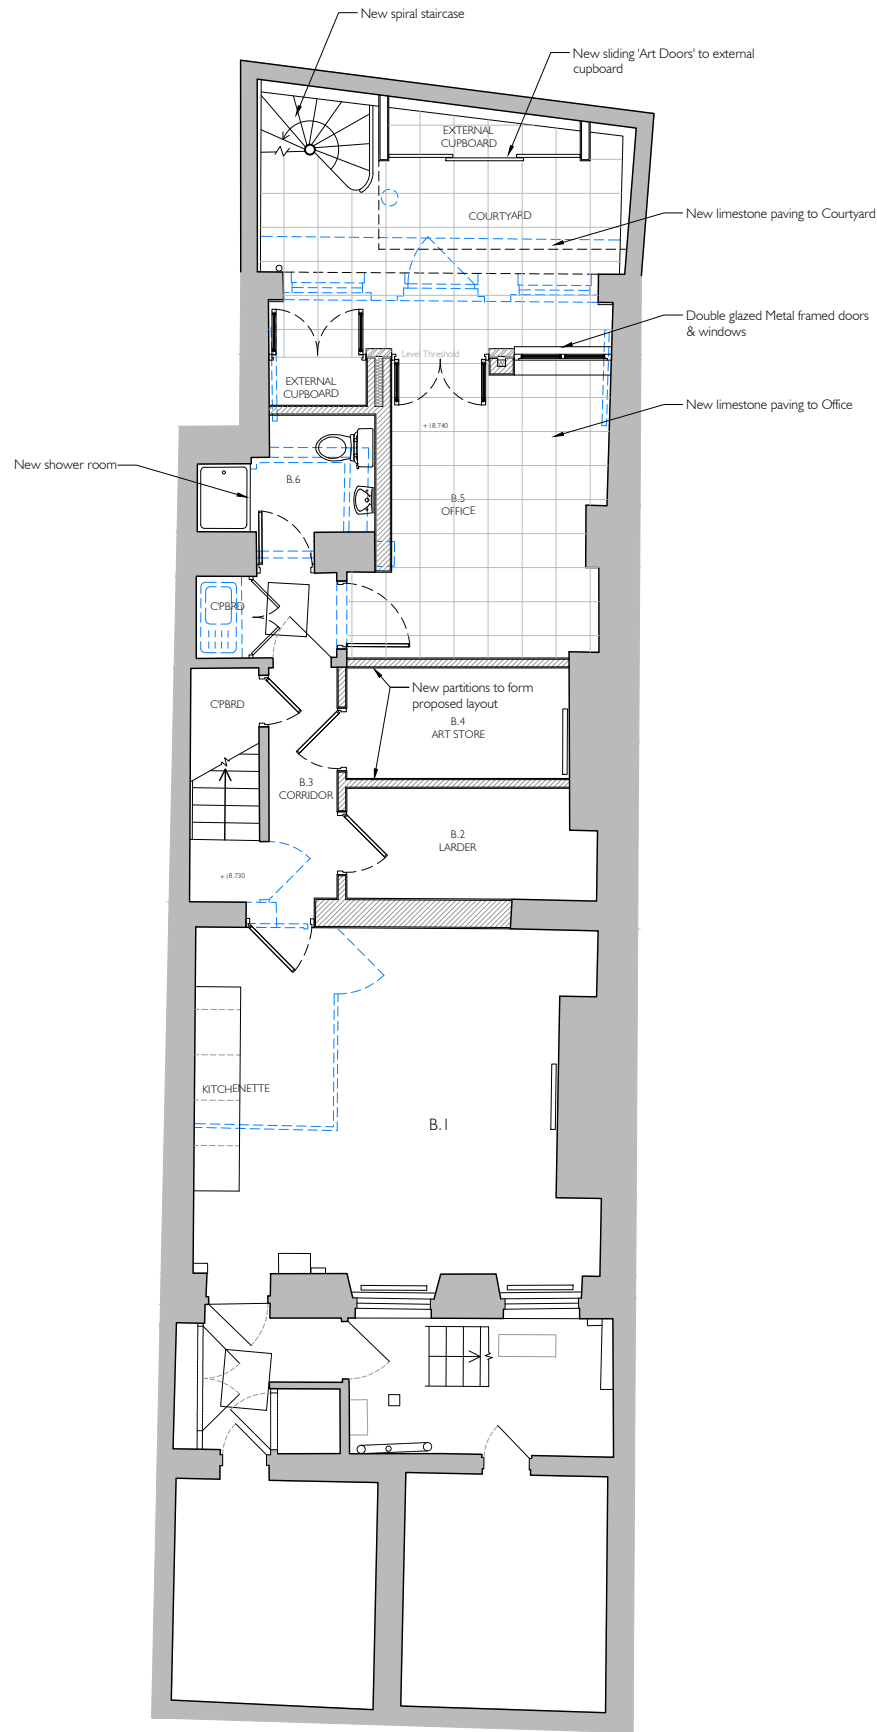 New spiral staircase
New sliding 'Art Doors' to external
cupboard
EXTERNAL
CUPBOARD
COURTYARD
New limestone paving to Courtyard
Double glazed Metal framed doors
& windows
Level Threshold
EXTERNAL
CUPBOARD
New limestone paving to Office
+18.740
New shower room
B.6
B.5
OFFICE
C'PBRD
New partitions to form
proposed layout
C'PBRD
B.4
ART STORE
B.3
CORRIDOR
B.2
LARDER
+18.730
KITCHENETTE
B.1